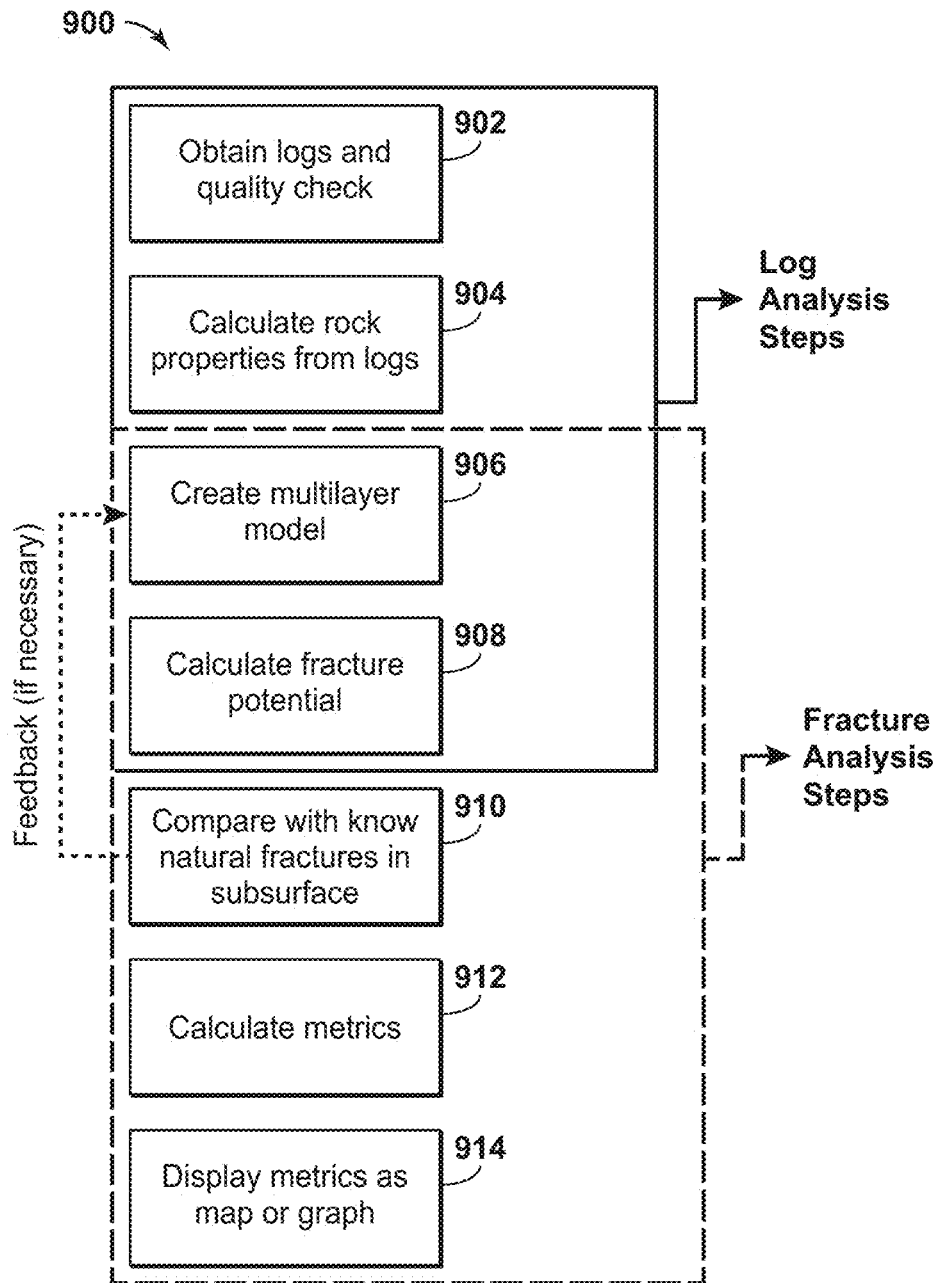 900
902
Obtain logs and
quality check
904
Calculate rock
properties from logs
Log
Analysis
Steps
906
Create multilayer
model
908
Calculate fracture
potential
Feedback (if necessary)
Fracture
Analysis
Steps
910
Compare with know
natural fractures in
subsurface
912
Calculate metrics
914
Display metrics as
map or graph